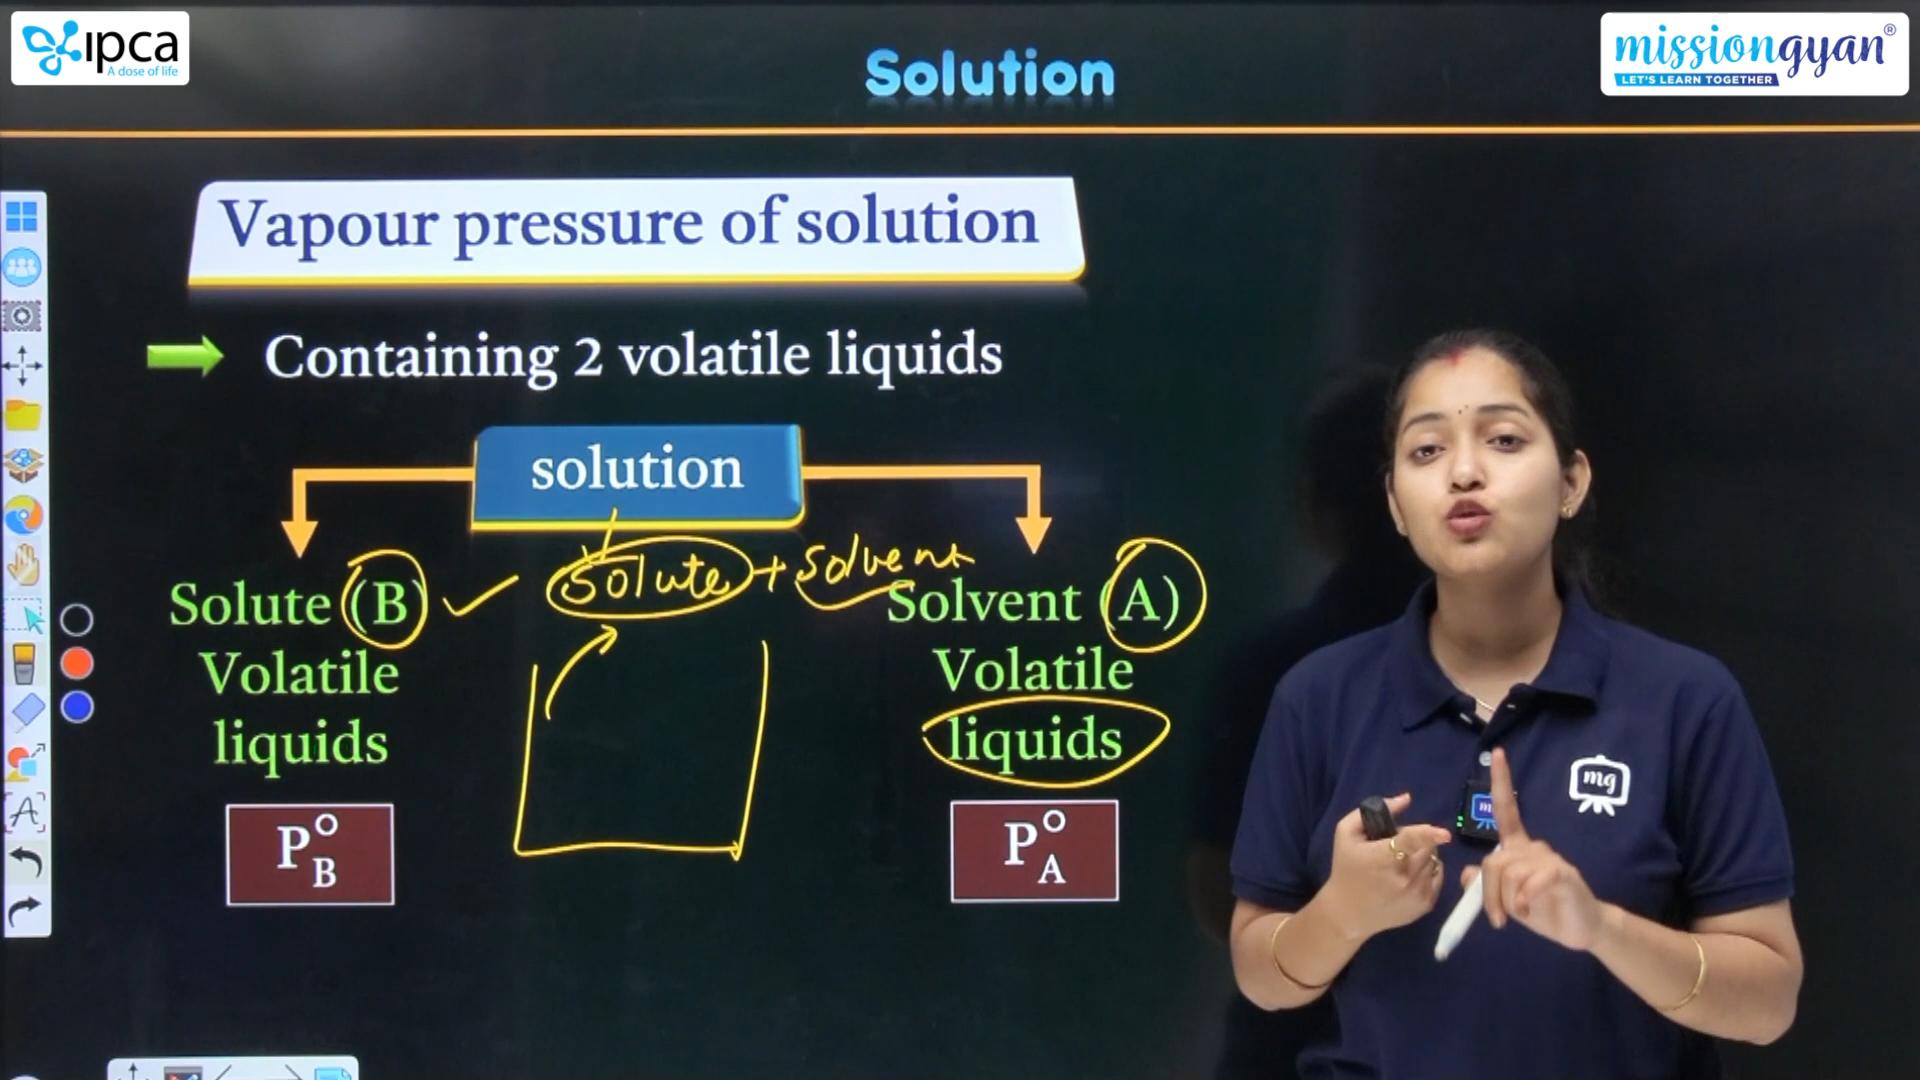 ipca
A dose of life
Solution
missiongyan®
LET'S LEARN TOGETHER
Vapour pressure of solution
Containing 2 volatile liquids
solution
Solute + Solvent
Solute (B)
Volatile
liquids
P°B
Solvent (A)
Volatile
liquids
P°A
mg